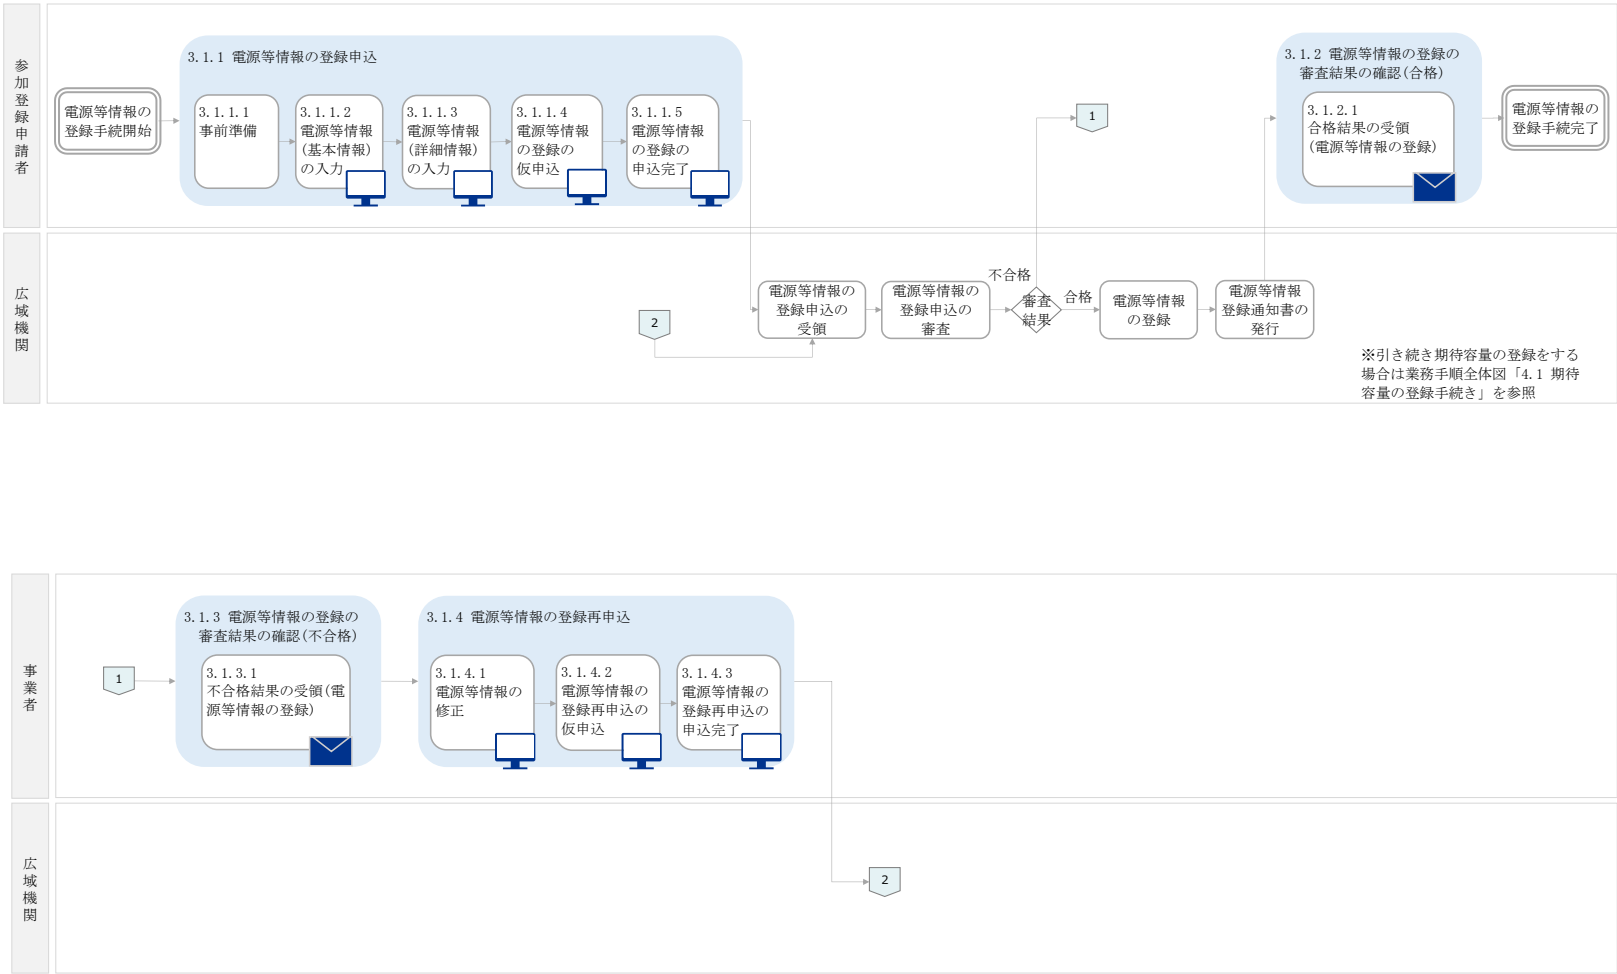 参加登録申請者
電源等情報の
登録手続開始
3.1.1 電源等情報の登録申込
3.1.1.1
事前準備
3.1.1.2
電源等情報
(基本情報)
の入力
3.1.1.3
電源等情報
(詳細情報)
の入力
3.1.1.4
電源等情報
の登録の
仮申込
3.1.1.5
電源等情報
の登録の
申込完了
1
3.1.2 電源等情報の登録の
審査結果の確認(合格)
3.1.2.1
合格結果の受領
(電源等情報の登録)
電源等情報の
登録手続完了
広域機関
2
電源等情報の
登録申込の
受領
電源等情報の
登録申込の
審査
不合格
審査
結果
合格
電源等情報
の登録
電源等情報
登録通知書の
発行
※引き続き期待容量の登録をする
場合は業務手順全体図「4.1 期待
容量の登録手続き」を参照
事業者
1
3.1.3 電源等情報の登録の
審査結果の確認(不合格)
3.1.3.1
不合格結果の受領(電
源等情報の登録)
3.1.4 電源等情報の登録再申込
3.1.4.1
電源等情報の
修正
3.1.4.2
電源等情報の
登録再申込の
仮申込
3.1.4.3
電源等情報の
登録再申込の
申込完了
広域機関
2